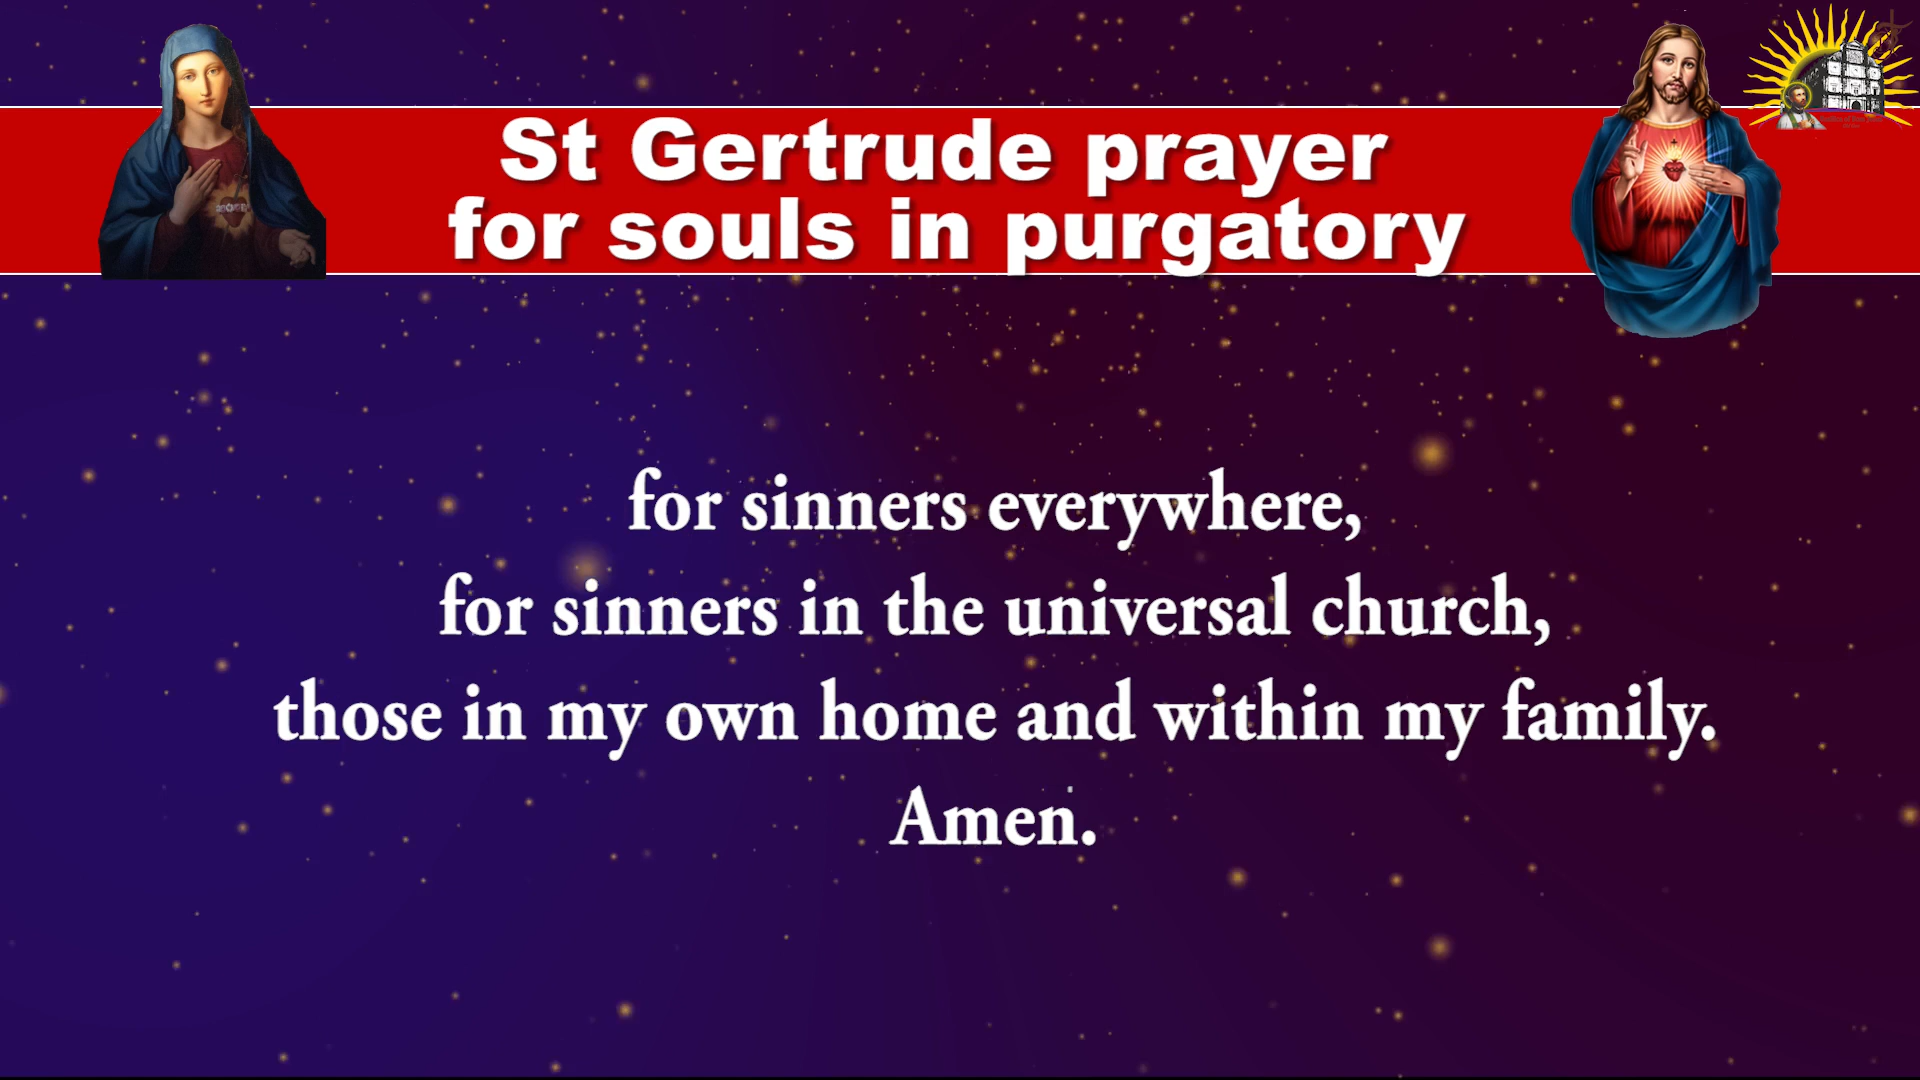 St Gertrude prayer
for souls in purgatory
for sinners everywhere,
for sinners in the universal church,
those in my own home and within my family.
Amen.